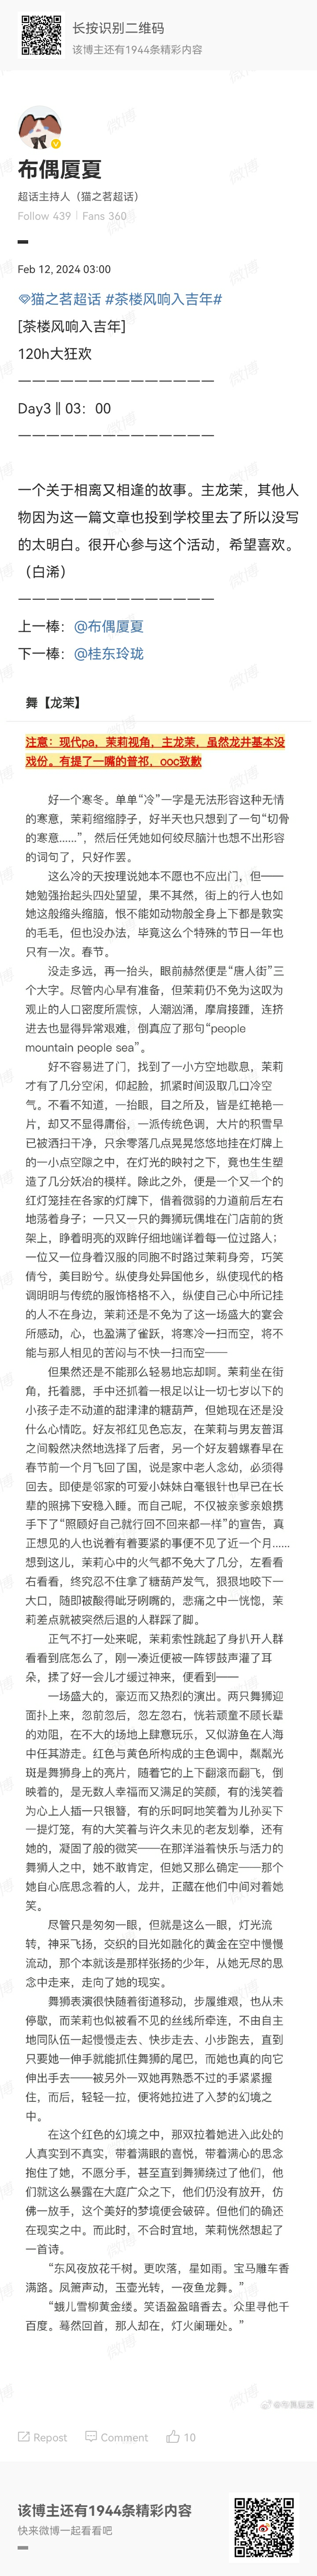 长按识别二维码
该博主还有1944条精彩内容
布偶厦夏
超话主持人（猫之茗超话）
Follow 439 | Fans 360
Feb 12, 2024 03:00
猫之茗超话 #茶楼风响入吉年#
[茶楼风响入吉年]
120h大狂欢
——————————————
Day3 ‖ 03：00
——————————————
一个关于相离又相逢的故事。主龙茉，其他人
物因为这一篇文章也投到学校里去了所以没写
的太明白。很开心参与这个活动，希望喜欢。
（白浠）
——————————————
上一棒：@布偶厦夏
下一棒：@桂东玲珑
舞【龙茉】
注意：现代pa，茉莉视角，主龙茉，虽然龙井基本没
戏份。有提了一嘴的普祁，ooc致歉
好一个寒冬。单单“冷”一字是无法形容这种无情
的寒意，茉莉缩缩脖子，好半天也只想到了一句“切骨
的寒意……”，然后任凭她如何绞尽脑汁也想不出形容
的词句了，只好作罢。
这么冷的天按理说她本不愿也不应出门，但——
她勉强抬起头四处望望，果不其然，街上的行人也如
她这般缩头缩脑，恨不能如动物般全身上下都是敦实
的毛毛，但也没办法，毕竟这么个特殊的节日一年也
只有一次。春节。
没走多远，再一抬头，眼前赫然便是“唐人街”三
个大字。尽管内心早有准备，但茉莉仍不免为这叹为
观止的人口密度所震惊，人潮汹涌，摩肩接踵，连挤
进去也显得异常艰难，倒真应了那句“people
mountain people sea”。
好不容易进了门，找到了一小方空地歇息，茉莉
才有了几分空闲，仰起脸，抓紧时间汲取几口冷空
气。不看不知道，一抬眼，目之所及，皆是红艳艳一
片，却又不显得庸俗，一派传统色调，大片的积雪早
已被洒扫干净，只余零落几点晃晃悠悠地挂在灯牌上
的一小点空隙之中，在灯光的映衬之下，竟也生生塑
造了几分妖冶的模样。除此之外，便是一个又一个的
红灯笼挂在各家的灯牌下，借着微弱的力道前后左右
地荡着身子；一只又一只的舞狮玩偶堆在门店前的货
架上，睁着明亮的双眸仔细地端详着每一位过路人；
一位又一位身着汉服的同胞不时路过茉莉身旁，巧笑
倩兮，美目盼兮。纵使身处异国他乡，纵使现代的格
调明明与传统的服饰格格不入，纵使自己心中所记挂
的人不在身边，茉莉还是不免为了这一场盛大的宴会
所感动，心，也盈满了雀跃，将寒冷一扫而空，将不
能与那人相见的苦闷与不快一扫而空——
但果然还是不能那么轻易地忘却啊。茉莉坐在街
角，托着腮，手中还抓着一根足以让一切七岁以下的
小孩子走不动道的甜津津的糖葫芦，但她现在还是没
什么心情吃。好友祁红见色忘友，在茉莉与男友普洱
之间毅然决然地选择了后者，另一个好友碧螺春早在
春节前一个月飞回了国，说是家中老人念幼，必须得
回去。即使是邻家的可爱小妹妹白毫银针也早已在长
辈的照拂下安稳入睡。而自己呢，不仅被亲爹亲娘携
手下了“照顾好自己就行回不回来都一样”的宣告，真
正想见的人也说着有着要紧的事便不见了近一个月……
想到这儿，茉莉心中的火气都不免大了几分，左看看
右看看，终究忍不住拿了糖葫芦发气，狠狠地咬下一
大口，随即被酸得呲牙咧嘴的，悲痛之中一恍惚，茉
莉差点就被突然后退的人群踩了脚。
正气不打一处来呢，茉莉索性跳起了身扒开人群
看看到底怎么了，刚一凑近便被一阵锣鼓声灌了耳
朵，揉了好一会儿才缓过神来，便看到——
一场盛大的，豪迈而又热烈的演出。两只舞狮迎
面扑上来，忽前忽后，忽左忽右，恍若顽童不顾长辈
的劝阻，在不大的场地上肆意玩乐，又似游鱼在人海
中任其游走。红色与黄色所构成的主色调中，粼粼光
斑是舞狮身上的亮片，随着它的上下翻滚而翻飞，倒
映着的，是无数人幸福而又满足的笑颜，有的浅笑着
为心上人插一只银簪，有的乐呵呵地笑着为儿孙买下
一提灯笼，有的大笑着与许久未见的老友划拳，还有
她的，凝固了般的微笑——在那洋溢着快乐与活力的
舞狮人之中，她不敢肯定，但她又那么确定——那个
她自心底思念着的人，龙井，正藏在他们中间对着她
笑。
尽管只是匆匆一眼，但就是这么一眼，灯光流
转，神采飞扬，交织的目光如融化的黄金在空中慢慢
流动，那个本就该是那样张扬的少年，从她无尽的思
念中走来，走向了她的现实。
舞狮表演很快随着街道移动，步履维艰，也从未
停歇，而茉莉也似被看不见的丝线所牵连，不由自主
地同队伍一起慢慢走去、快步走去、小步跑去，直到
只要她一伸手就能抓住舞狮的尾巴，而她也真的向它
伸出手去——被另外一双她再熟悉不过的手紧紧握
住，而后，轻轻一拉，便将她拉进了入梦的幻境之
中。
在这个红色的幻境之中，那双拉着她进入此处的
人真实到不真实，带着满眼的喜悦，带着满心的思念
抱住了她，不愿分手，甚至直到舞狮绕过了他们，他
们就这么暴露在大庭广众之下，他们仍没有放开，仿
佛一放手，这个美好的梦境便会破碎。但他们的确还
在现实之中。而此时，不合时宜地，茉莉恍然想起了
一首诗。
“东风夜放花千树。更吹落，星如雨。宝马雕车香
满路。凤箫声动，玉壶光转，一夜鱼龙舞。”
“蛾儿雪柳黄金缕。笑语盈盈暗香去。众里寻他千
百度。蓦然回首，那人却在，灯火阑珊处。”
@布偶厦夏
Repost Comment 10
该博主还有1944条精彩内容
快来微博一起看看吧